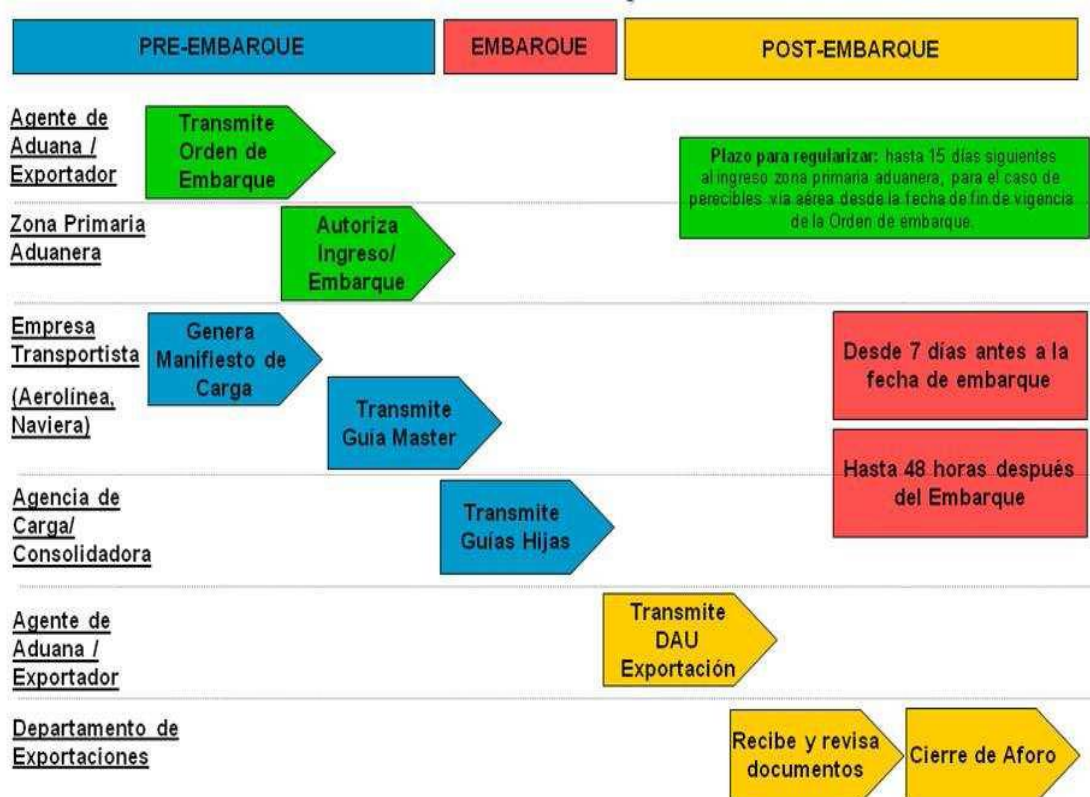 PRE-EMBARQUE
EMBARQUE
POST-EMBARQUE
Agente de
Aduana /
Exportador
Transmite
Orden de
Embarque
Plazo para regularizar: hasta 15 días siguientes
al ingreso zona primaria aduanera, para el caso de
perecibles vía aérea desde la fecha de fin de vigencia
de la Orden de embarque.
Zona Primaria
Aduanera
Autoriza
Ingreso/
Embarque
Empresa
Transportista
(Aerolínea,
Naviera)
Genera
Manifiesto de
Carga
Transmite
Guía Master
Desde 7 días antes a la
fecha de embarque
Hasta 48 horas después
del Embarque
Agencia de
Carga/
Consolidadora
Transmite
Guías Hijas
Agente de
Aduana /
Exportador
Transmite
DAU
Exportación
Departamento de
Exportaciones
Recibe y revisa
documentos
Cierre de Aforo